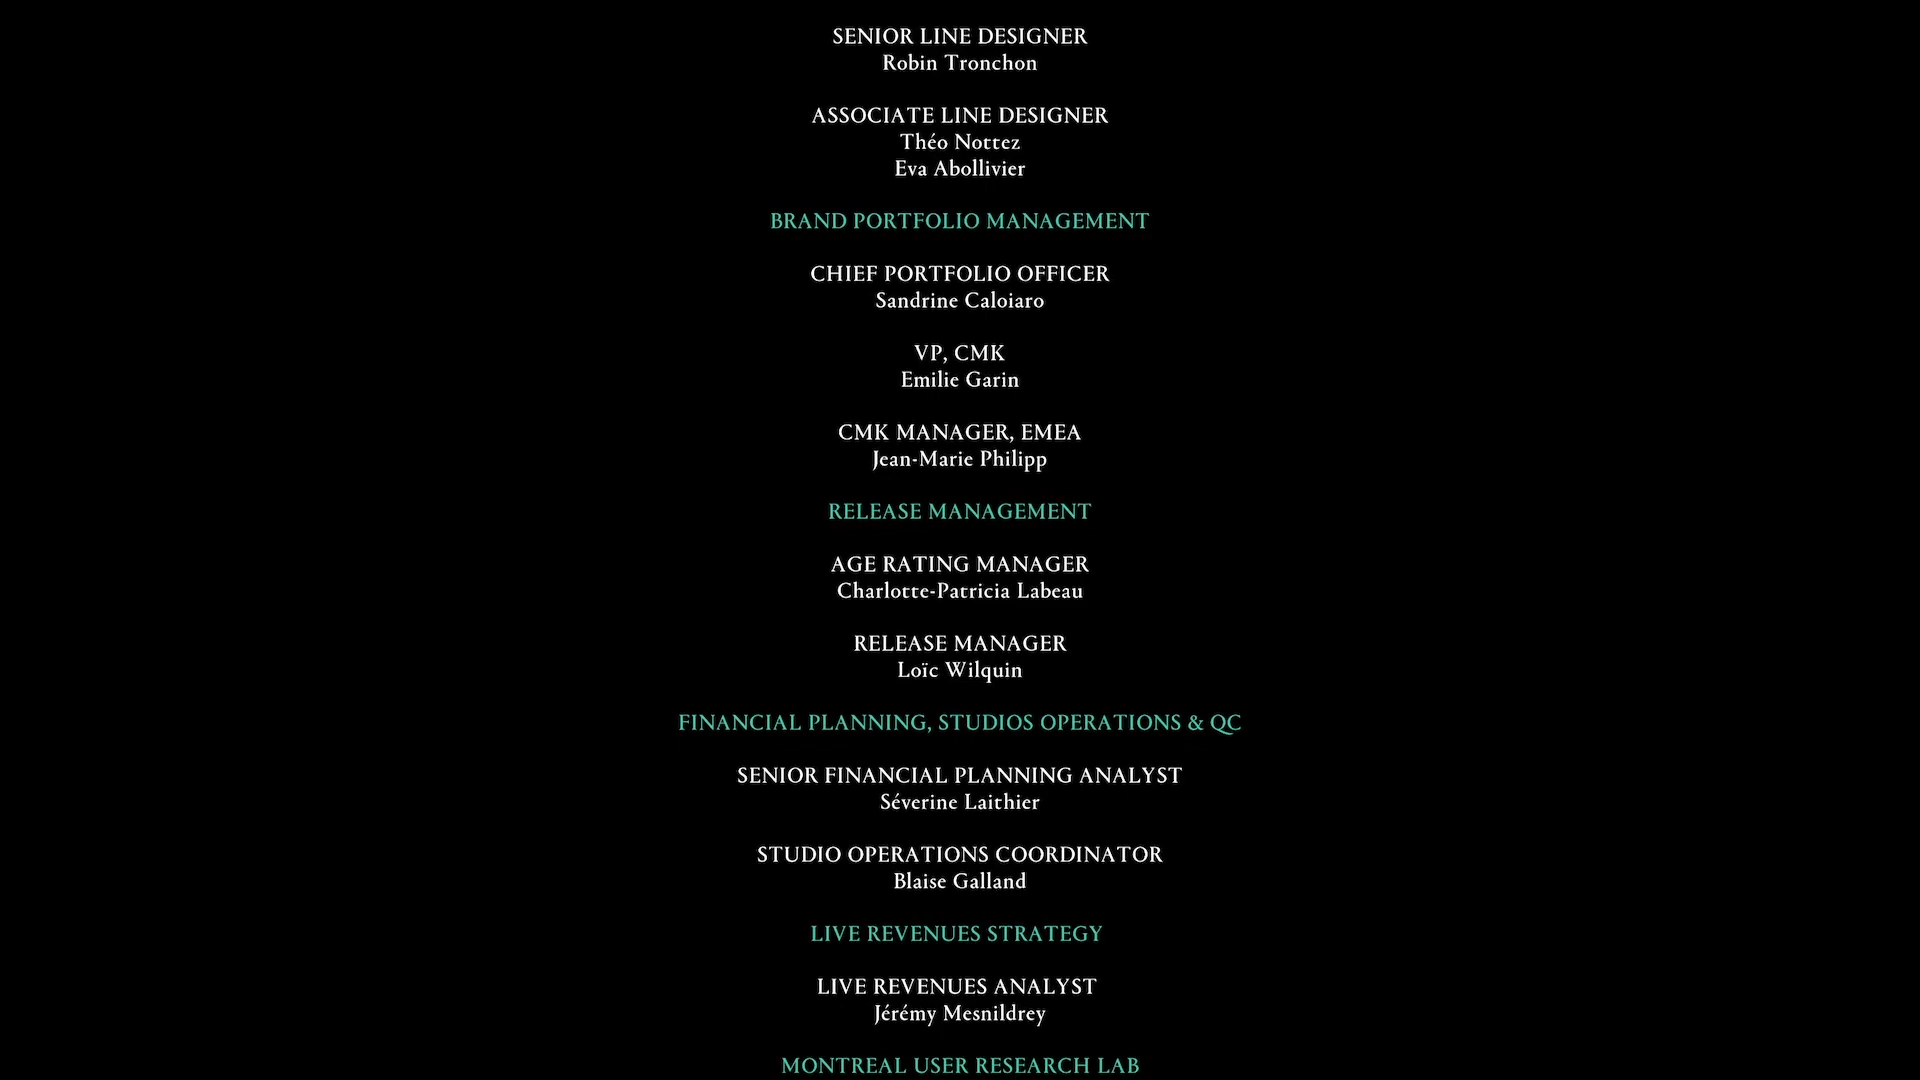 SENIOR LINE DESIGNER
Robin Tronchon
ASSOCIATE LINE DESIGNER
Théo Nottez
Eva Abollivier
BRAND PORTFOLIO MANAGEMENT
CHIEF PORTFOLIO OFFICER
Sandrine Caloiaro
VP, CMK
Emilie Garin
CMK MANAGER, EMEA
Jean-Marie Philipp
RELEASE MANAGEMENT
AGE RATING MANAGER
Charlotte-Patricia Labeau
RELEASE MANAGER
Loïc Wilquin
FINANCIAL PLANNING, STUDIOS OPERATIONS & QC
SENIOR FINANCIAL PLANNING ANALYST
Séverine Laithier
STUDIO OPERATIONS COORDINATOR
Blaise Galland
LIVE REVENUES STRATEGY
LIVE REVENUES ANALYST
Jérémy Mesnildrey
MONTREAL USER RESEARCH LAB